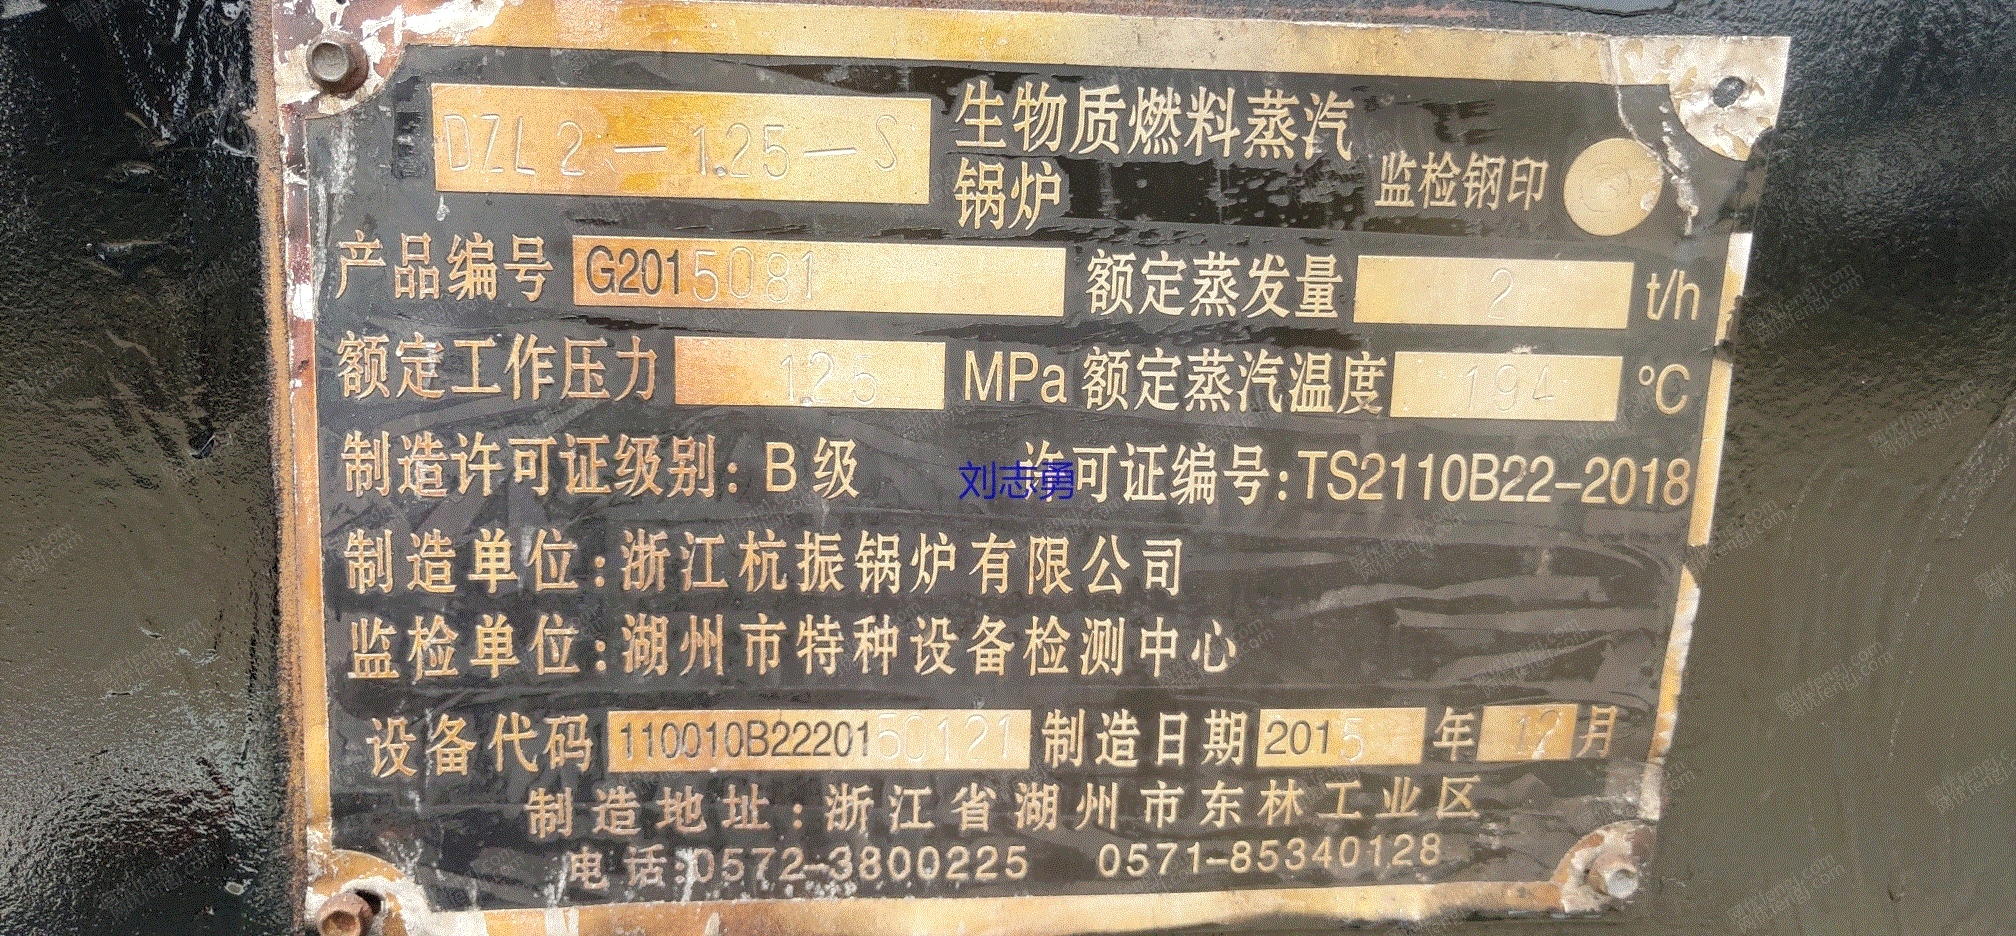 DZL2-1.25-S 生物质燃料蒸汽
锅炉 监检钢印
产品编号 G2015081 额定蒸发量 2 t/h
额定工作压力 1.25 MPa 额定蒸汽温度 194 °C
制造许可证级别: B级 许可证编号: TS2110B22-2018
刘志勇
制造单位: 浙江杭振锅炉有限公司
监检单位: 湖州市特种设备检测中心
设备代码 110010B2220150121 制造日期 2015 年 12 月
制造地址: 浙江省湖州市东林工业区
电话: 0572-3800225 0571-85340128